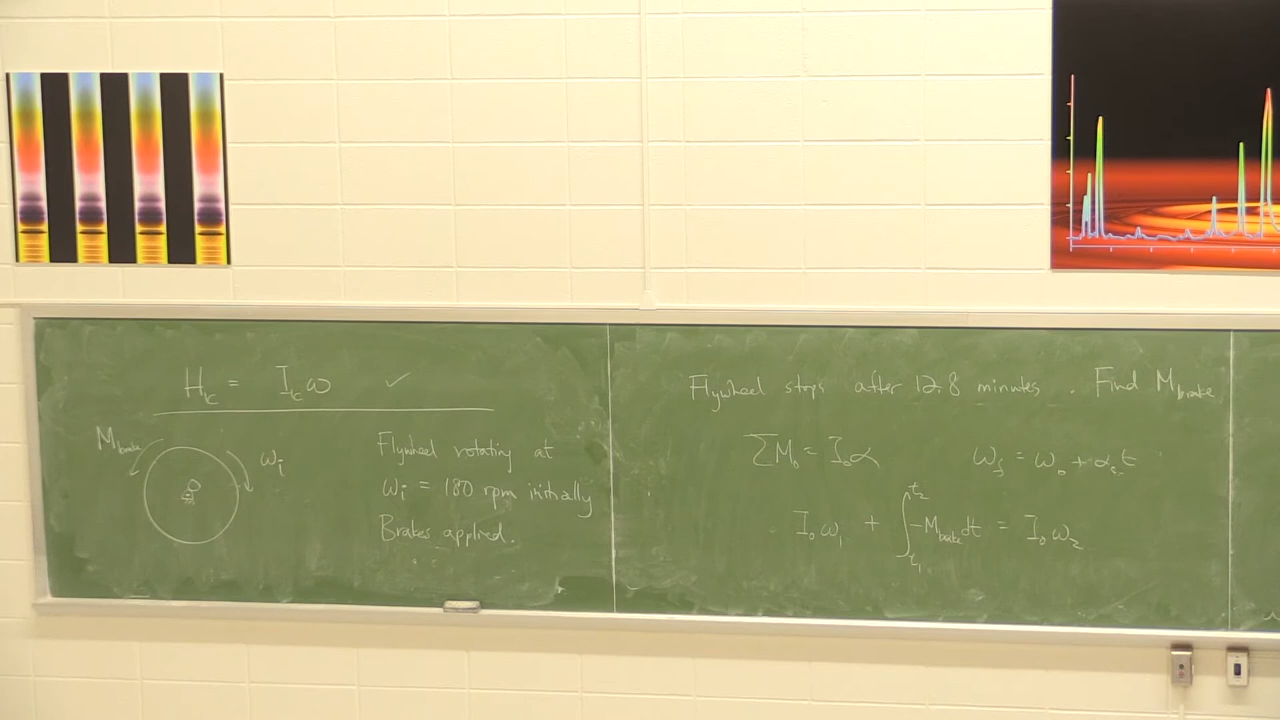 H_c = I_c ω ✓
M_brake
ω_i
O
Flywheel rotating at
ω_i = 180 rpm initially
Brakes applied.
Flywheel stops after 12.8 minutes. Find M_brake
ΣM_o = I_o α
ω_f = ω_o + α_c t
I_o ω_1 + ∫_{t_1}^{t_2} -M_brake dt = I_o ω_2